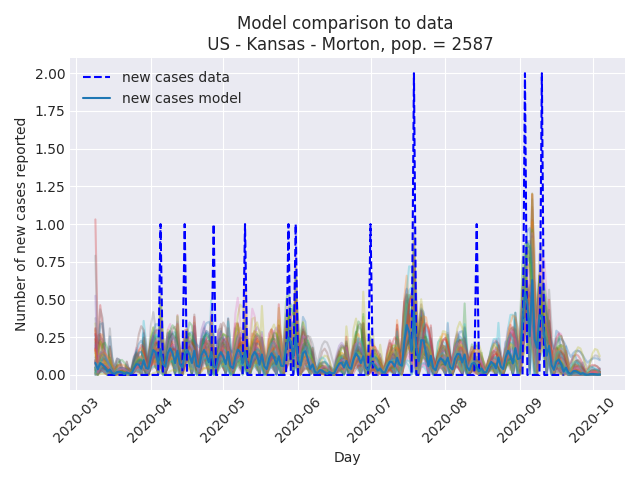 Model comparison to data
US - Kansas - Morton, pop. = 2587
new cases data
new cases model
Number of new cases reported
2.00
1.75
1.50
1.25
1.00
0.75
0.50
0.25
0.00
2020-03
2020-04
2020-05
2020-06
2020-07
2020-08
2020-09
2020-10
Day